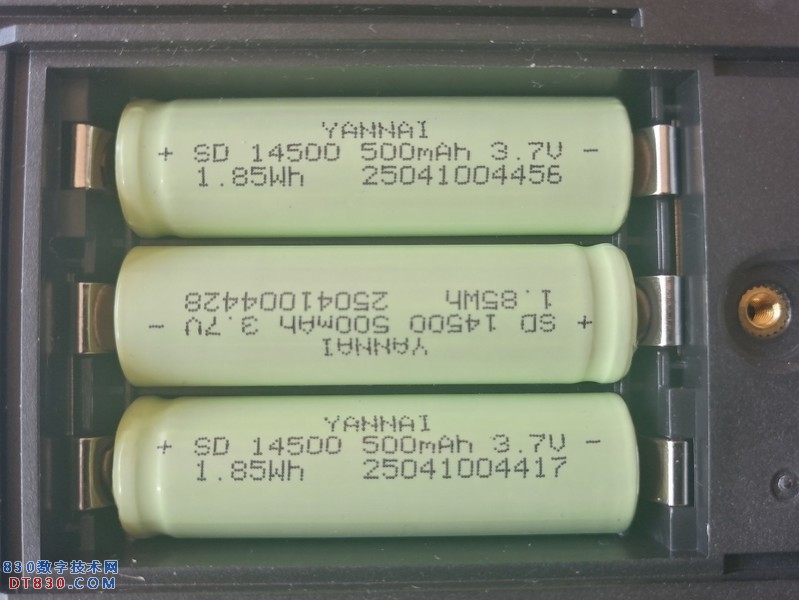 YANNAI
+ SD 14500 500mAh 3.7V -
1.85Wh 25041004456
YANNAI
+ SD 14500 500mAh 3.7V -
1.85Wh 25041004428
YANNAI
+ SD 14500 500mAh 3.7V -
1.85Wh 25041004417
830数字技术网
DT830.COM